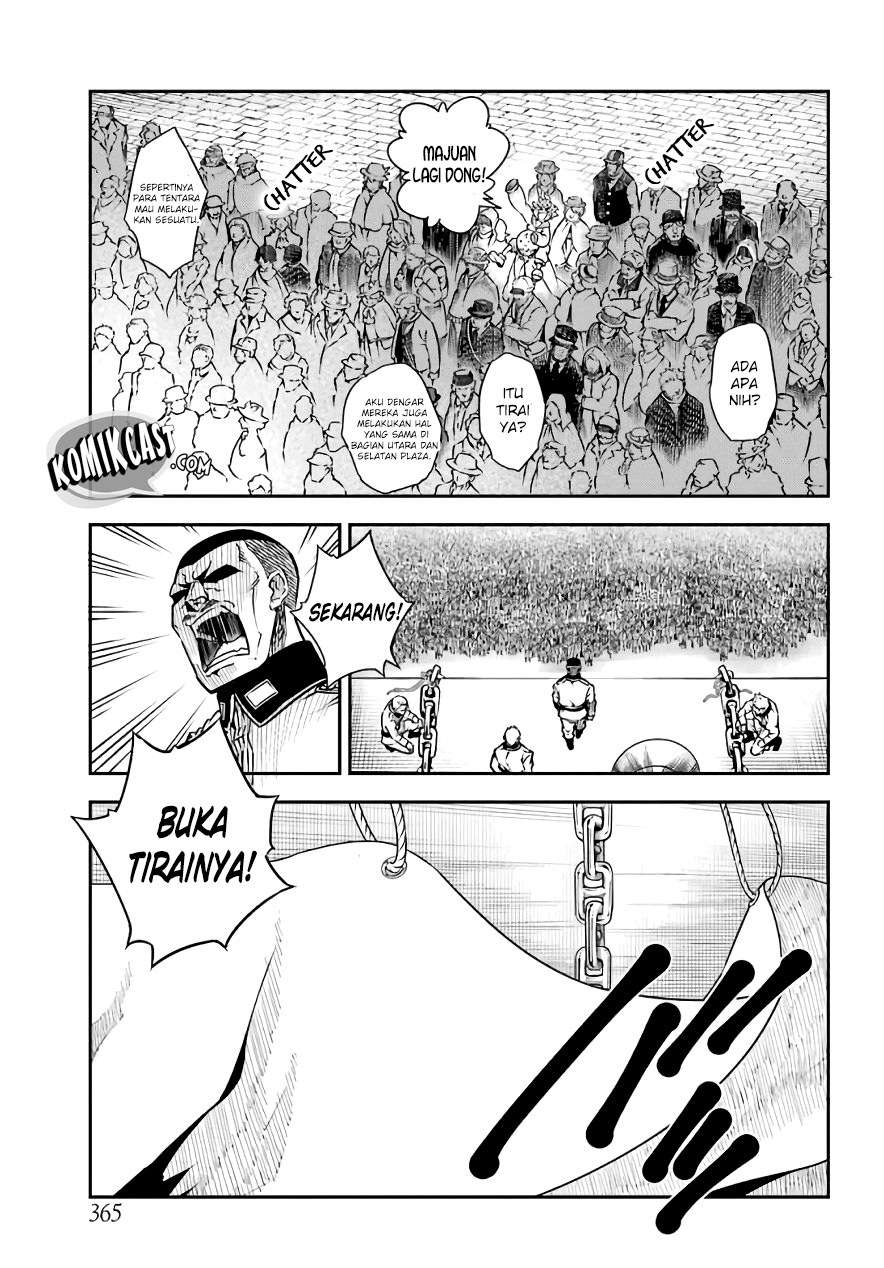 MAJUAN
LAGI DONG!
CHATTER
CHATTER
SEPERTINYA
PARA TENTARA
MAU MELAKU-
KAN SESUATU.
ADA
APA
NIH?
ITU
TIRAI
YA?
AKU DENGAR
MEREKA JUGA
MELAKUKAN HAL
YANG SAMA DI
BAGIAN UTARA DAN
SELATAN PLAZA.
KOMIKCAST
.COM
SEKARANG!
BUKA
TIRAINYA!
365